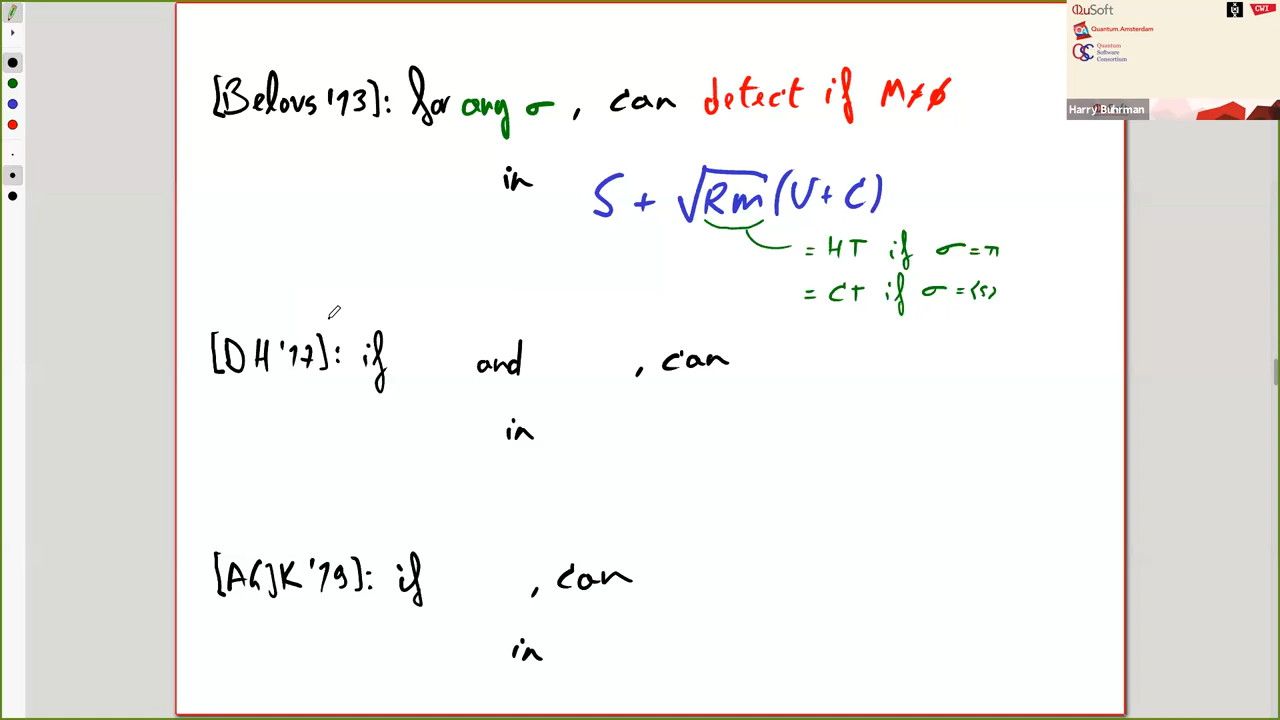 QuSoft
CWI
Quantum.Amsterdam
Quantum
Software
Consortium
Harry Buhrman
[Belovs '13]: for any σ, can detect if M≠∅
in S + √Rm (U + C)
= HT if σ=π
= CT if σ={s}
[DH '17]: if and , can
in
[AGJK '19]: if , can
in